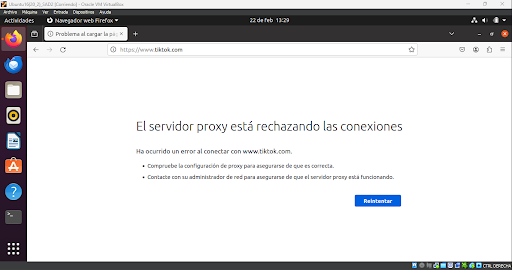 (Corriendo) - Oracle VM VirtualBox
Archivo Máquina Ver Entrada Dispositivos Ayuda
Actividades Navegador web Firefox 22 de feb 13:29
Problema al cargar la pág
https://www.tiktok.com
El servidor proxy está rechazando las conexiones
Ha ocurrido un error al conectar con www.tiktok.com.
• Compruebe la configuración de proxy para asegurarse de que es correcta.
• Contacte con su administrador de red para asegurarse de que el servidor proxy está funcionando.
Reintentar
CTRL DERECHA